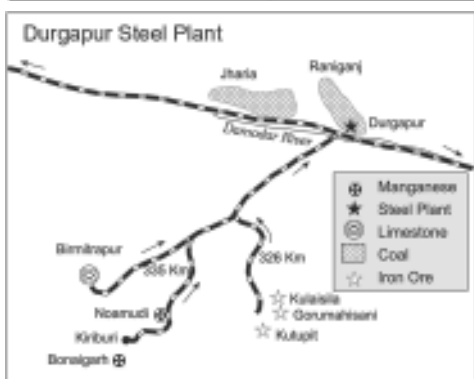 Durgapur Steel Plant
Raniganj
Jharia
Durgapur
Damodar River
Manganese
Steel Plant
Limestone
Coal
Iron Ore
Birmitrapur
335 Km
326 Km
Noamudi
Kulaisila
Gorumahisani
Kutupit
Kiriburi
Bonaigarh